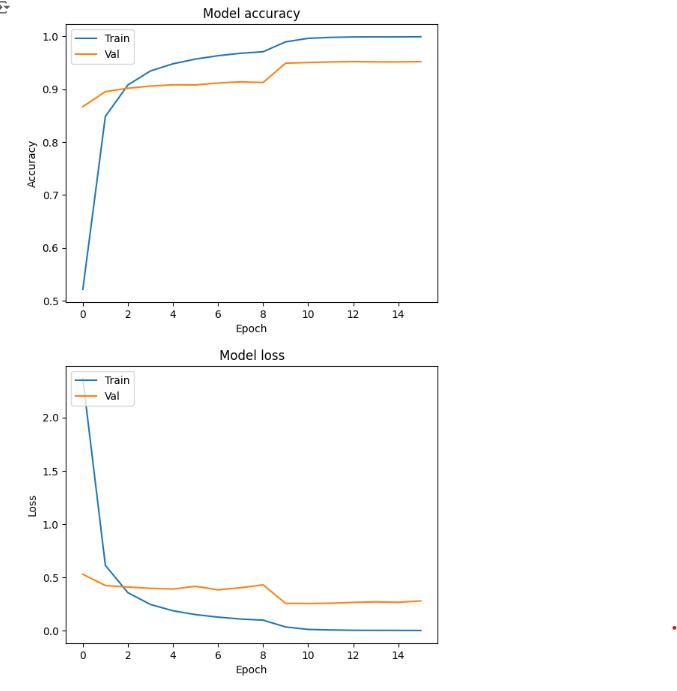 Model accuracy
Train
Val
1.0
0.9
0.8
0.7
0.6
0.5
Accuracy
0 2 4 6 8 10 12 14
Epoch
Model loss
Train
Val
2.0
1.5
1.0
0.5
0.0
Loss
0 2 4 6 8 10 12 14
Epoch